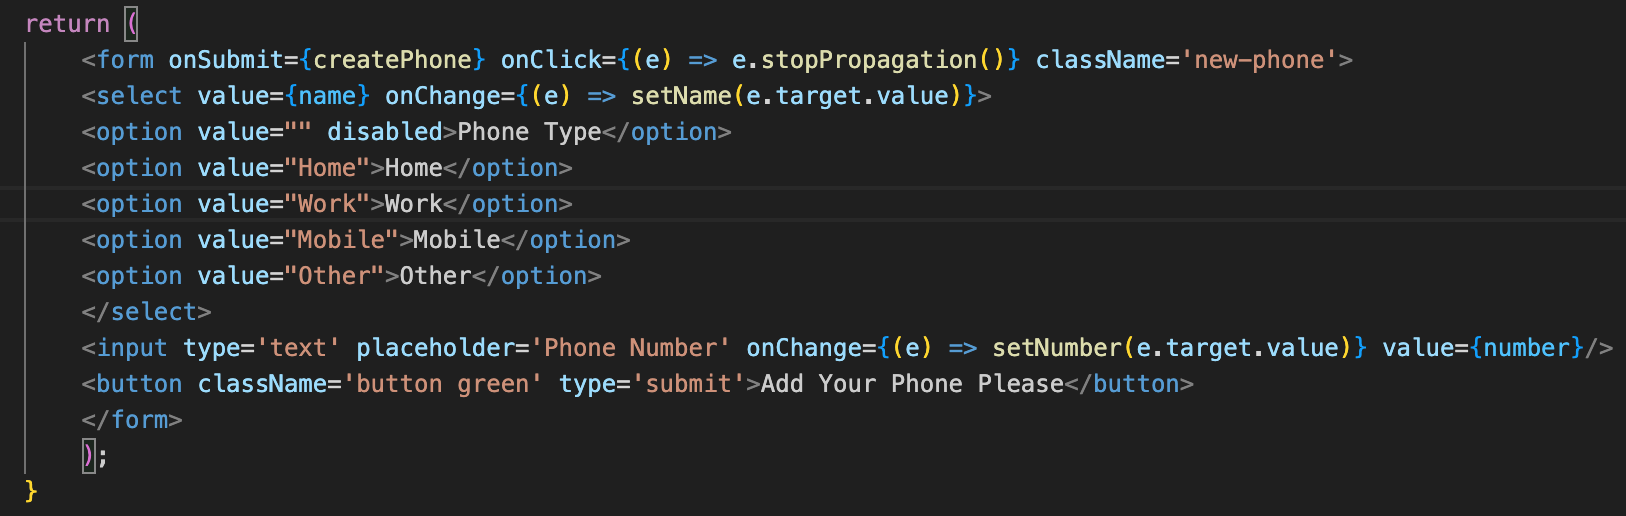 return (
<form onSubmit={createPhone} onClick={(e) => e.stopPropagation()} className='new-phone'>
<select value={name} onChange={(e) => setName(e.target.value)}>
<option value="" disabled>Phone Type</option>
<option value="Home">Home</option>
<option value="Work">Work</option>
<option value="Mobile">Mobile</option>
<option value="Other">Other</option>
</select>
<input type='text' placeholder='Phone Number' onChange={(e) => setNumber(e.target.value)} value={number}/>
<button className='button green' type='submit'>Add Your Phone Please</button>
</form>
);
}